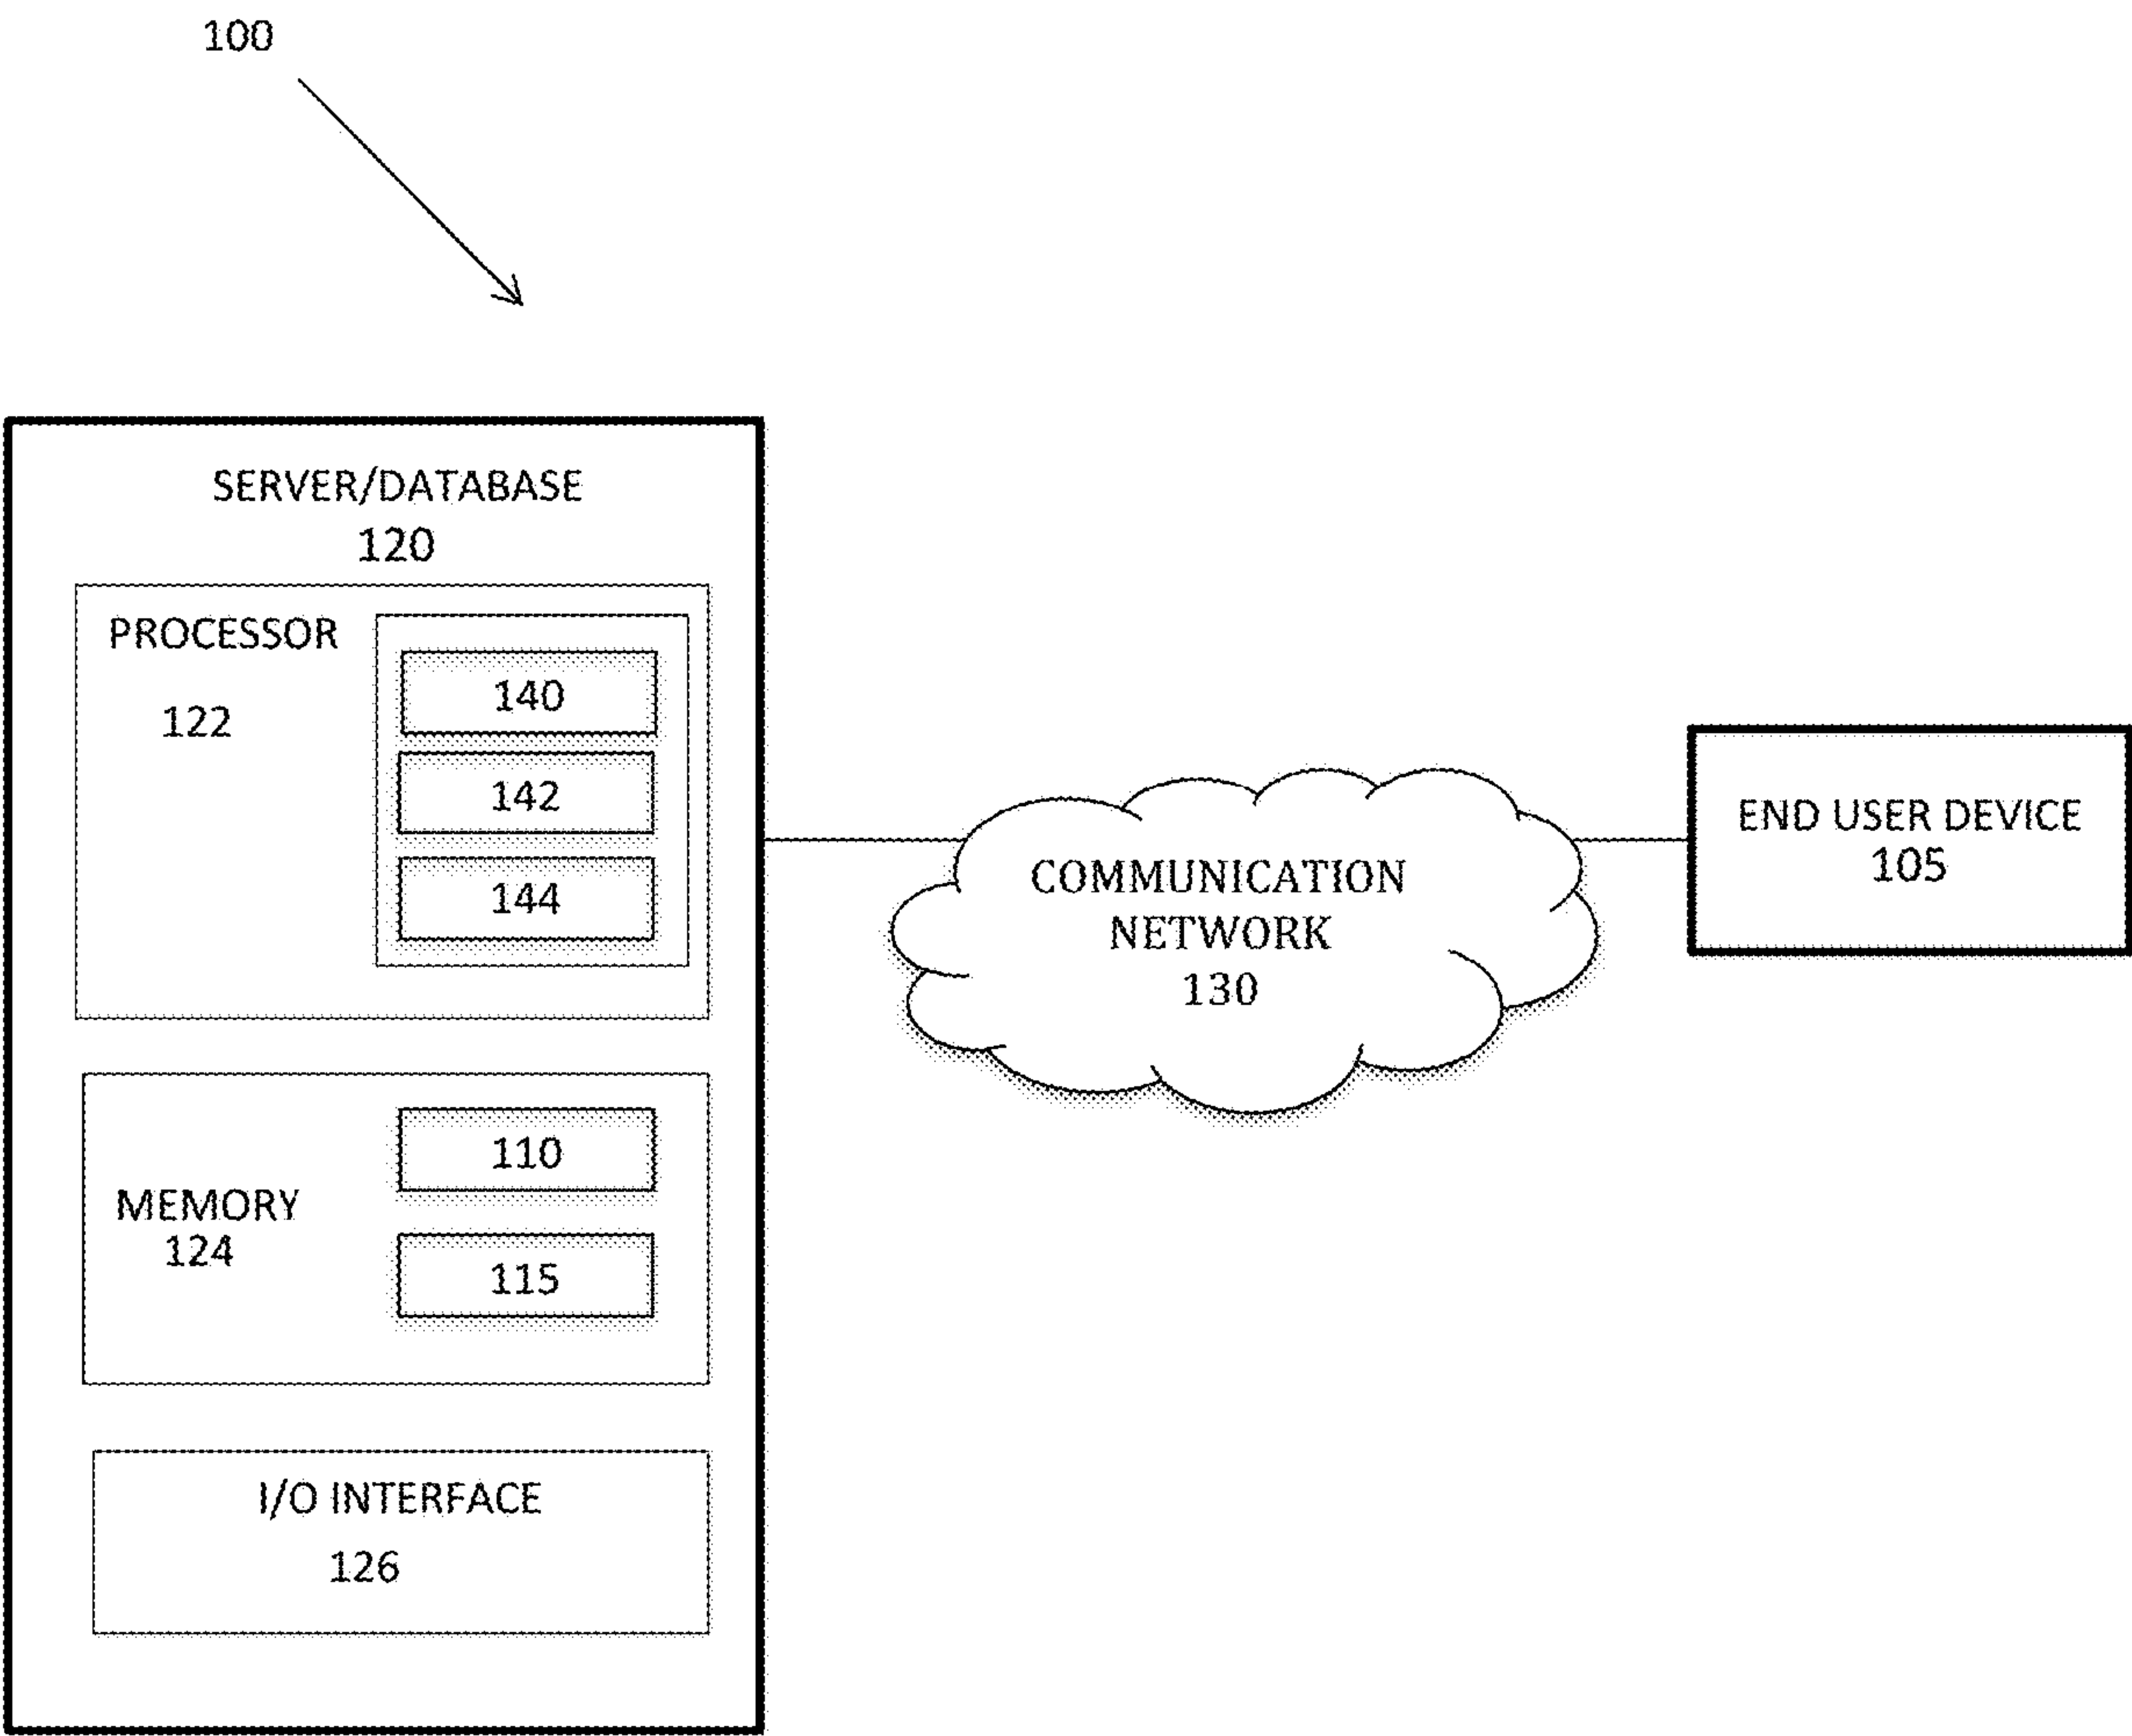 100
SERVER/DATABASE
120
PROCESSOR
122
140
142
144
MEMORY
124
110
115
I/O INTERFACE
126
COMMUNICATION
NETWORK
130
END USER DEVICE
105